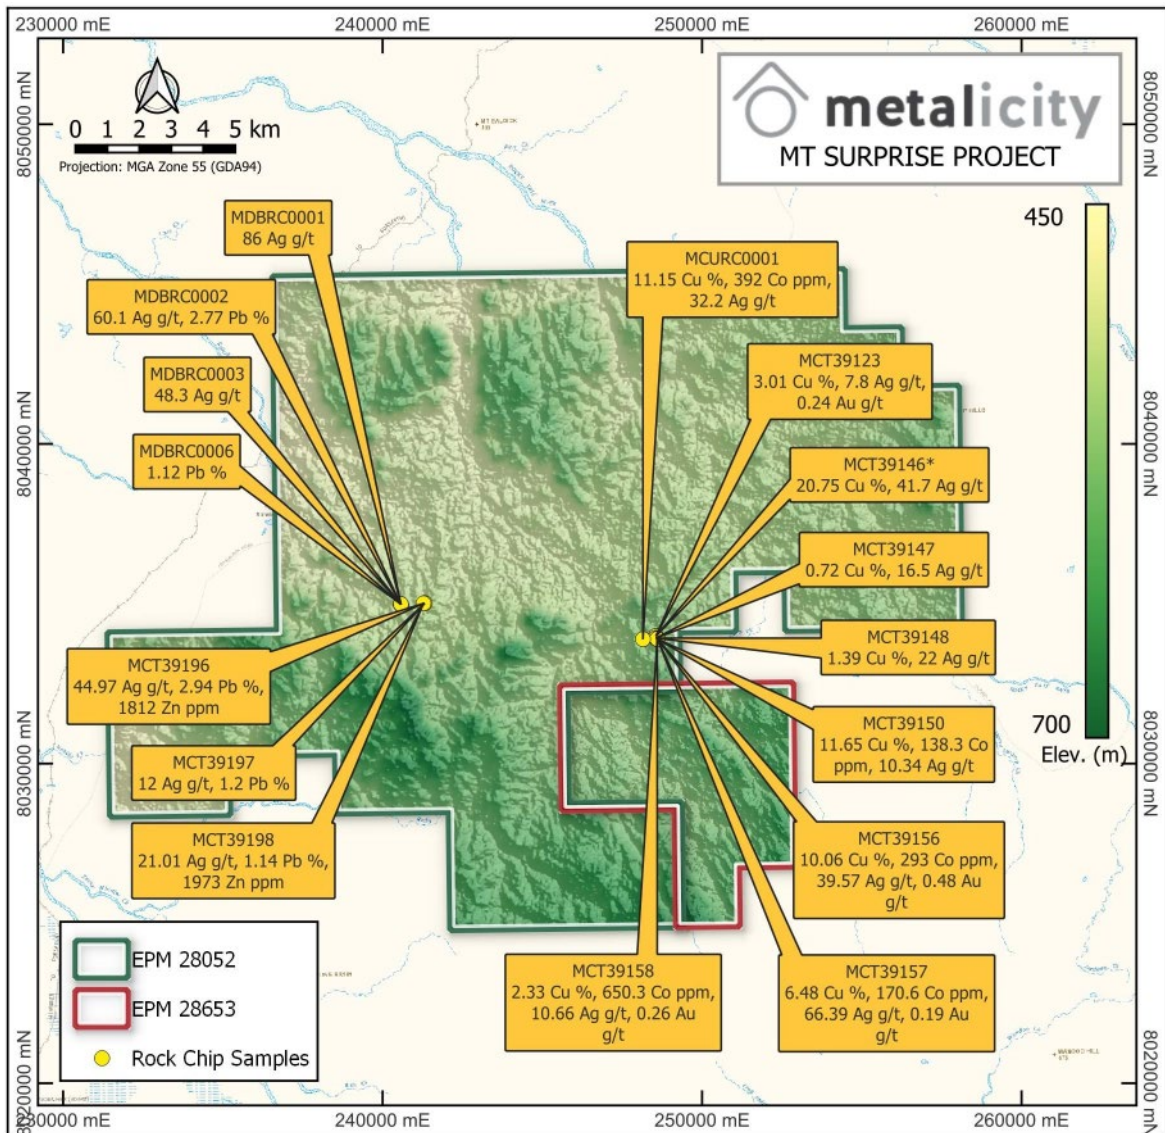 230000 mE
240000 mE
250000 mE
260000 mE
8050000 mN
8040000 mN
8030000 mN
8020000 mN
8050000 mN
8040000 mN
8030000 mN
8020000 mN
0 1 2 3 4 5 km
Projection: MGA Zone 55 (GDA94)
metalicity
MT SURPRISE PROJECT
450
700
Elev. (m)
MDBRC0001
86 Ag g/t
MDBRC0002
60.1 Ag g/t, 2.77 Pb %
MDBRC0003
48.3 Ag g/t
MDBRC0006
1.12 Pb %
MCURC0001
11.15 Cu %, 392 Co ppm,
32.2 Ag g/t
MCT39123
3.01 Cu %, 7.8 Ag g/t,
0.24 Au g/t
MCT39146*
20.75 Cu %, 41.7 Ag g/t
MCT39147
0.72 Cu %, 16.5 Ag g/t
MCT39148
1.39 Cu %, 22 Ag g/t
MCT39150
11.65 Cu %, 138.3 Co
ppm, 10.34 Ag g/t
MCT39156
10.06 Cu %, 293 Co ppm,
39.57 Ag g/t, 0.48 Au
g/t
MCT39157
6.48 Cu %, 170.6 Co ppm,
66.39 Ag g/t, 0.19 Au
g/t
MCT39158
2.33 Cu %, 650.3 Co ppm,
10.66 Ag g/t, 0.26 Au
g/t
MCT39196
44.97 Ag g/t, 2.94 Pb %,
1812 Zn ppm
MCT39197
12 Ag g/t, 1.2 Pb %
MCT39198
21.01 Ag g/t, 1.14 Pb %,
1973 Zn ppm
EPM 28052
EPM 28653
Rock Chip Samples
230000 mE
240000 mE
250000 mE
260000 mE